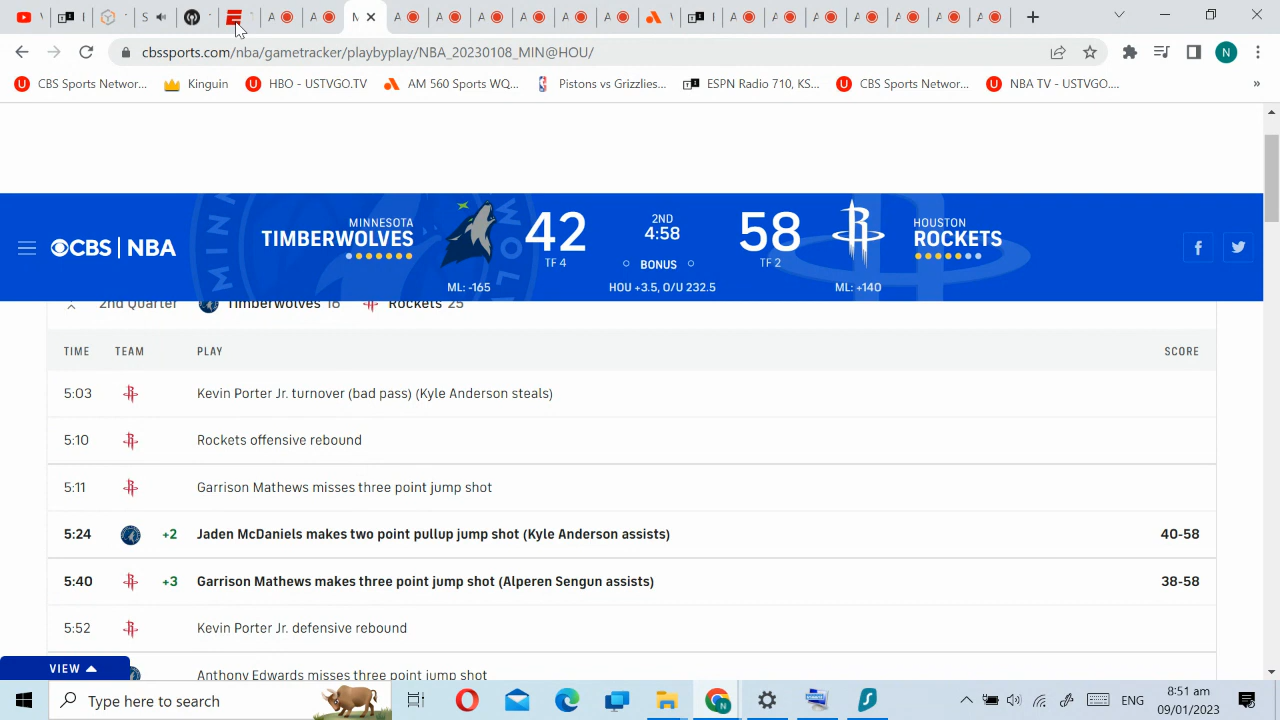 cbssports.com/nba/gametracker/playbyplay/NBA_20230108_MIN@HOU/
N
CBS Sports Networ... Kinguin HBO - USTVGO.TV AM 560 Sports WQ... Pistons vs Grizzlies... ESPN Radio 710, KS... CBS Sports Networ... NBA TV - USTVGO.... »
CBS | NBA
MINNESOTA
TIMBERWOLVES
42
TF 4
ML: -165
2ND
4:58
BONUS
HOU +3.5, O/U 232.5
58
TF 2
ML: +140
HOUSTON
ROCKETS
2nd Quarter Timberwolves 16 Rockets 25
TIME TEAM PLAY SCORE
5:03 Kevin Porter Jr. turnover (bad pass) (Kyle Anderson steals)
5:10 Rockets offensive rebound
5:11 Garrison Mathews misses three point jump shot
5:24 +2 Jaden McDaniels makes two point pullup jump shot (Kyle Anderson assists) 40-58
5:40 +3 Garrison Mathews makes three point jump shot (Alperen Sengun assists) 38-58
5:52 Kevin Porter Jr. defensive rebound
Anthony Edwards misses three point jump shot
VIEW
Type here to search
ENG
8:51 am
09/01/2023